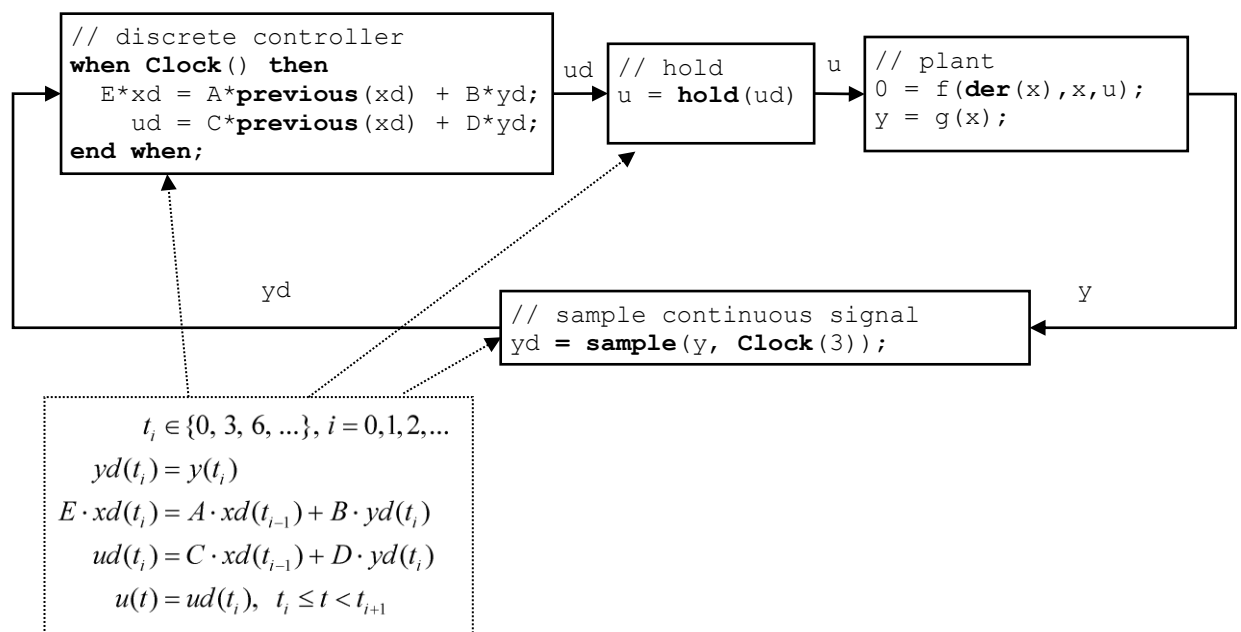 // discrete controller
when Clock() then
E*xd = A*previous(xd) + B*yd;
ud = C*previous(xd) + D*yd;
end when;
ud
// hold
u = hold(ud)
u
// plant
0 = f(der(x),x,u);
y = g(x);
yd
// sample continuous signal
yd = sample(y, Clock(3));
y
t_i ∈ {0, 3, 6, ...}, i = 0,1,2,...
yd(t_i) = y(t_i)
E · xd(t_i) = A · xd(t_{i-1}) + B · yd(t_i)
ud(t_i) = C · xd(t_{i-1}) + D · yd(t_i)
u(t) = ud(t_i), t_i ≤ t < t_{i+1}